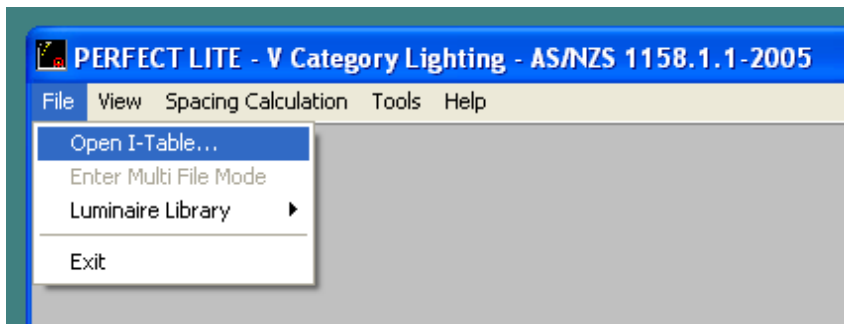 PERFECT LITE - V Category Lighting - AS/NZS 1158.1.1-2005
File View Spacing Calculation Tools Help
Open I-Table...
Enter Multi File Mode
Luminaire Library
Exit